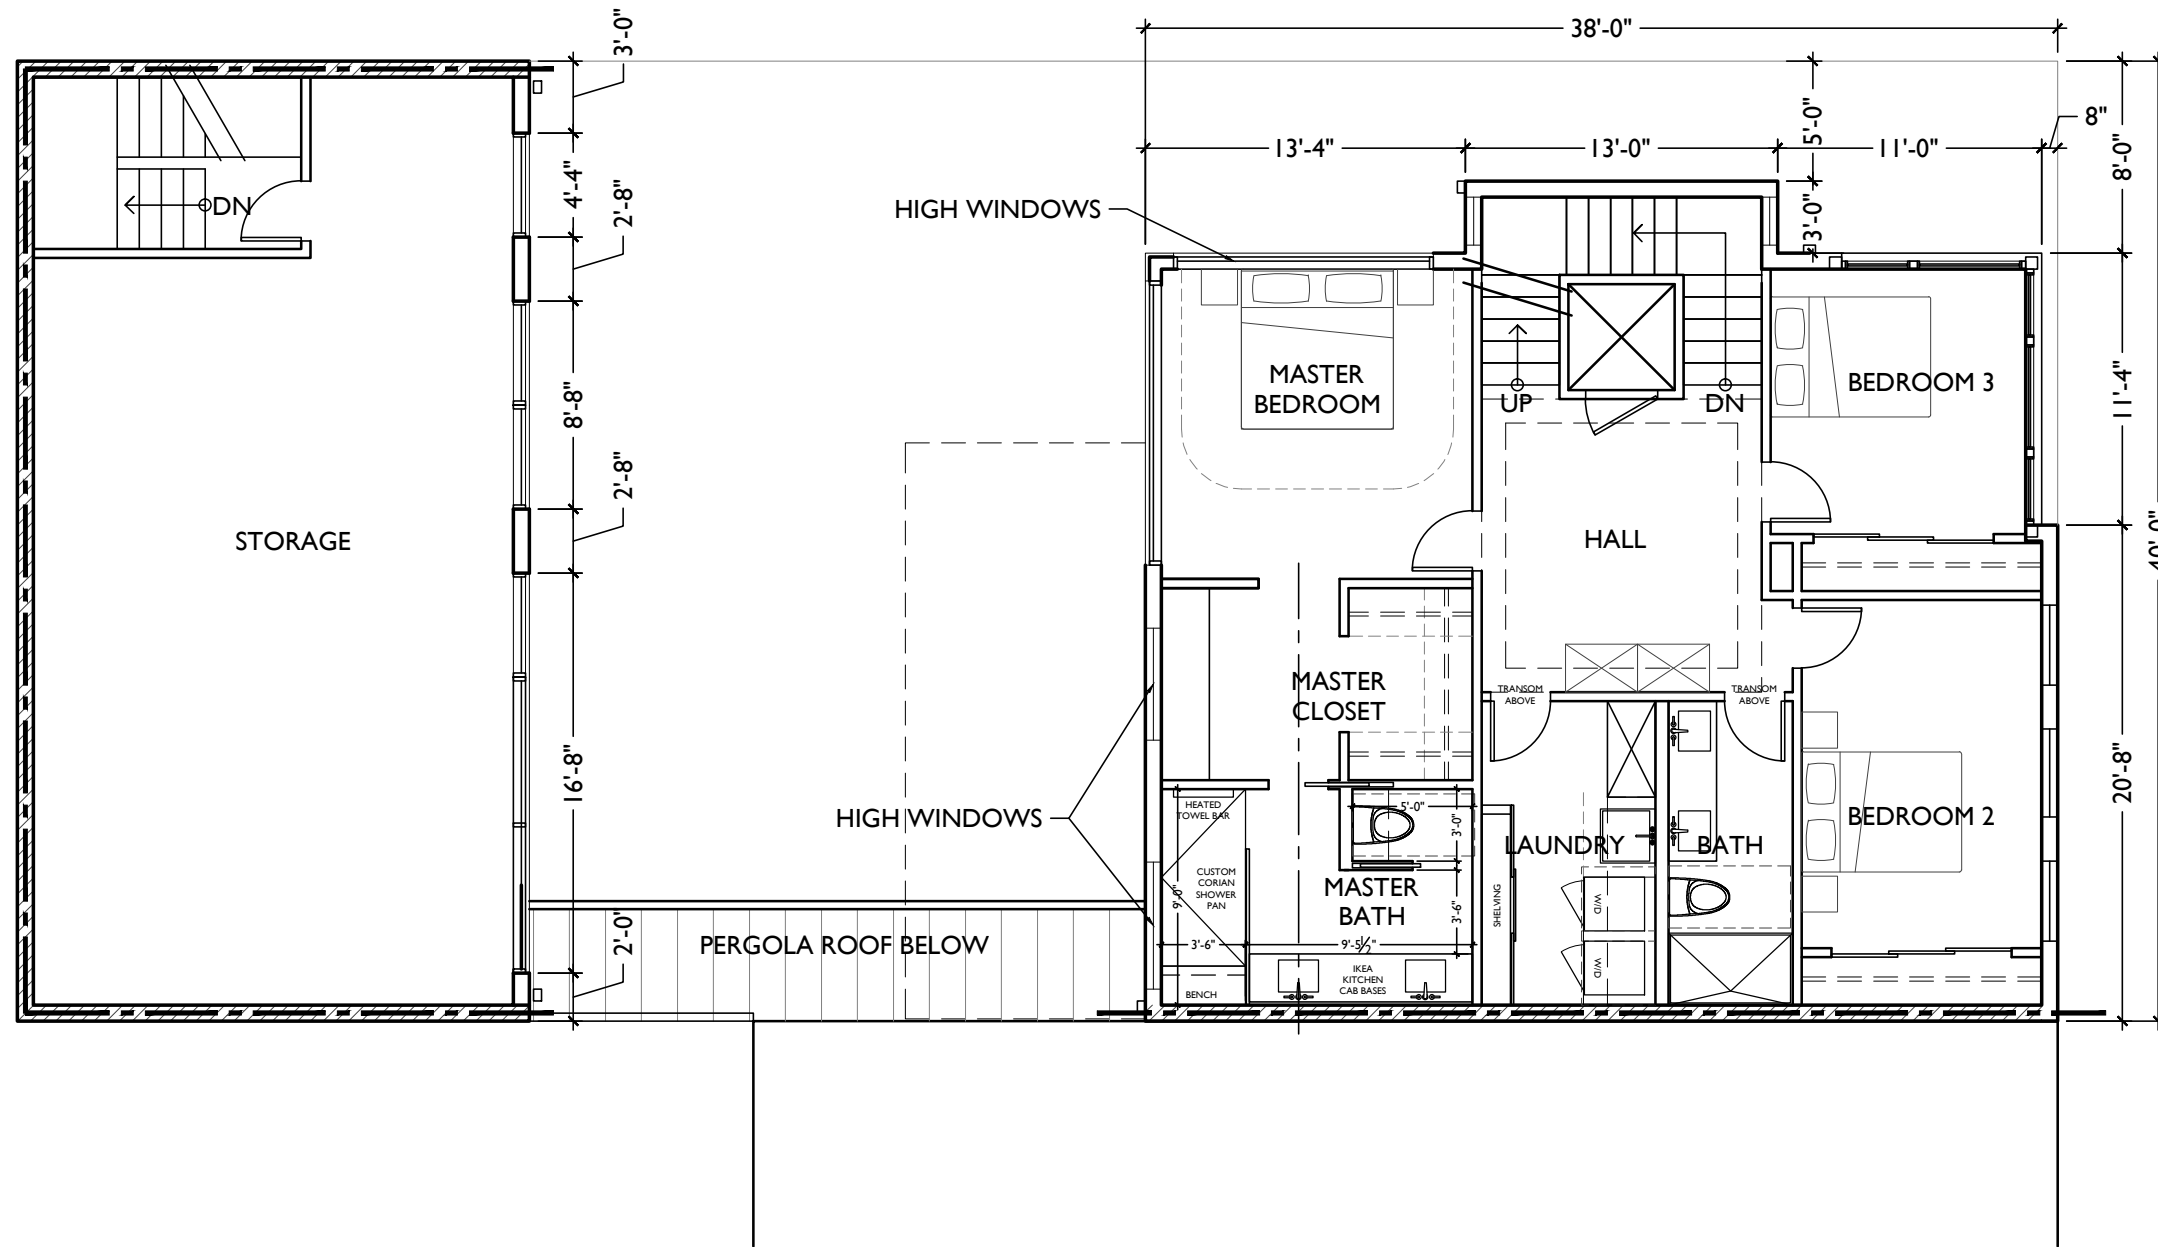 38'-0"
3'-0"
5'-0"
8"
13'-4"
13'-0"
11'-0"
8'-0"
4'-4"
2'-8"
DN
HIGH WINDOWS
3'-0"
MASTER
BEDROOM
UP
DN
BEDROOM 3
11'-4"
8'-8"
2'-8"
STORAGE
HALL
40'-0"
MASTER
CLOSET
TRANSOM
ABOVE
TRANSOM
ABOVE
16'-8"
20'-8"
HIGH WINDOWS
HEATED
TOWEL BAR
5'-0"
3'-0"
LAUNDRY
BATH
BEDROOM 2
CUSTOM
CORIAN
SHOWER
PAN
9'-0"
MASTER
BATH
3'-6"
SHELVING
W/D
2'-0"
PERGOLA ROOF BELOW
3'-6"
9'-5½"
IKEA
KITCHEN
CAB BASES
W/D
BENCH